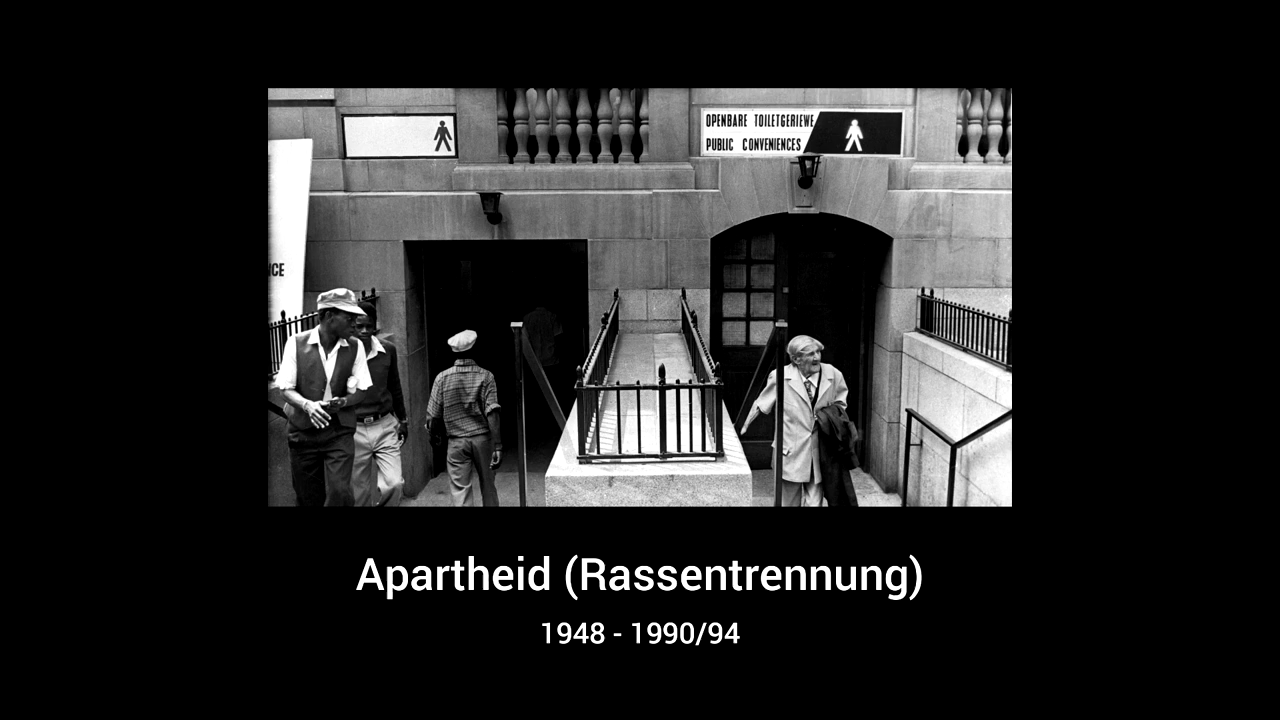 OPENBARE TOILETGERIEWE
PUBLIC CONVENIENCES
Apartheid (Rassentrennung)
1948 - 1990/94